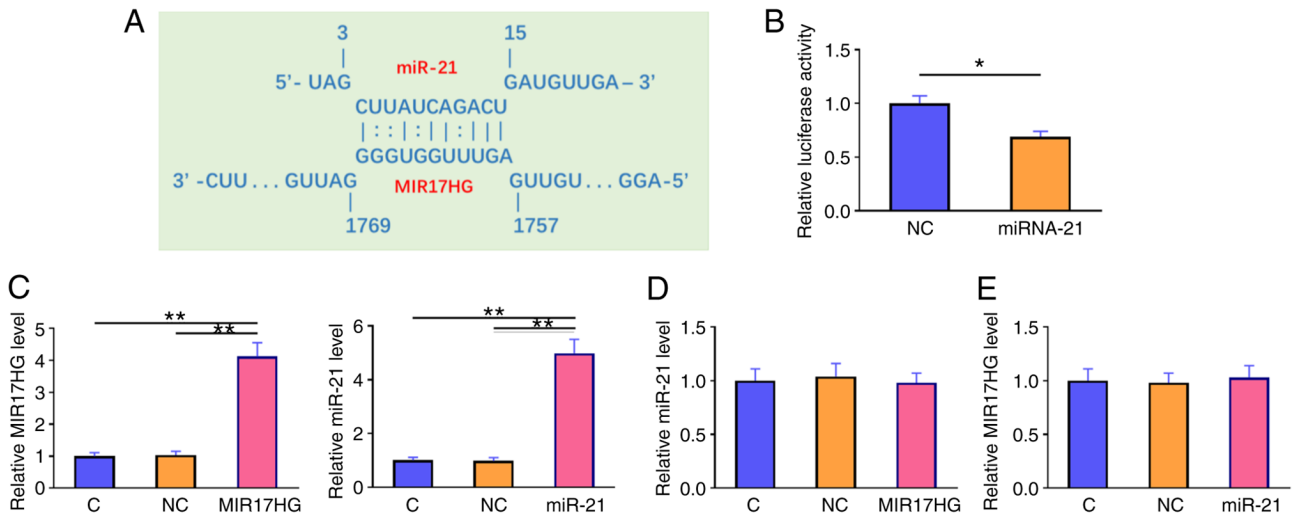 A
3 15
miR-21
5’- UAG GAUGUUGA – 3’
CUUAUCAGACU
|::|:||:|||
GGGUGGUUUGA
3’ -CUU . . . GUUAG MIR17HG GUUGU . . . GGA-5’
1769 1757
B
Relative luciferase activity
1.5
1.0
0.5
0.0
*
NC miRNA-21
C
Relative MIR17HG level
5
4
3
2
1
0
**
**
C NC MIR17HG
Relative miR-21 level
6
4
2
0
**
**
C NC miR-21
D
Relative miR-21 level
1.5
1.0
0.5
0.0
C NC MIR17HG
E
Relative MIR17HG level
1.5
1.0
0.5
0.0
C NC miR-21